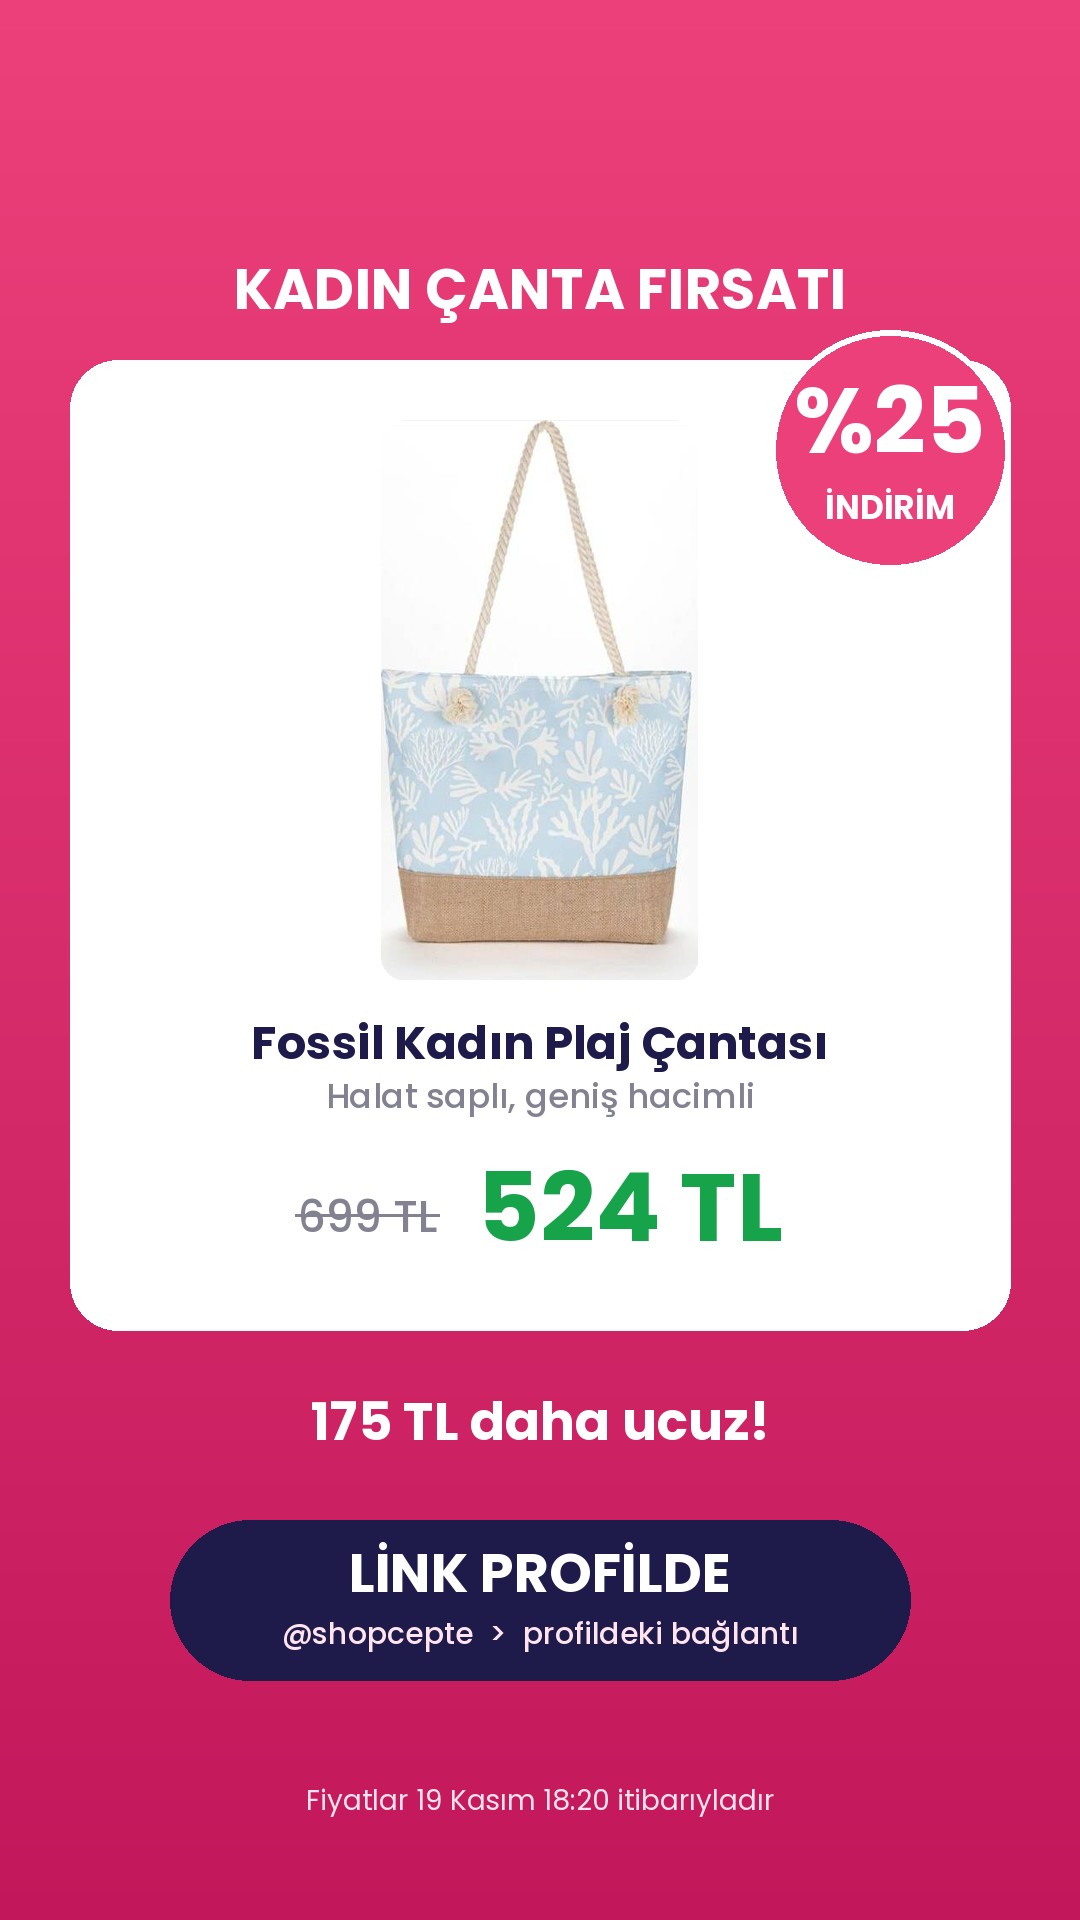 KADIN ÇANTA FIRSATI
%25
İNDİRİM
Fossil Kadın Plaj Çantası
Halat saplı, geniş hacimli
699 TL 524 TL
175 TL daha ucuz!
LİNK PROFİLDE
@shopcepte > profildeki bağlantı
Fiyatlar 19 Kasım 18:20 itibarıyladır